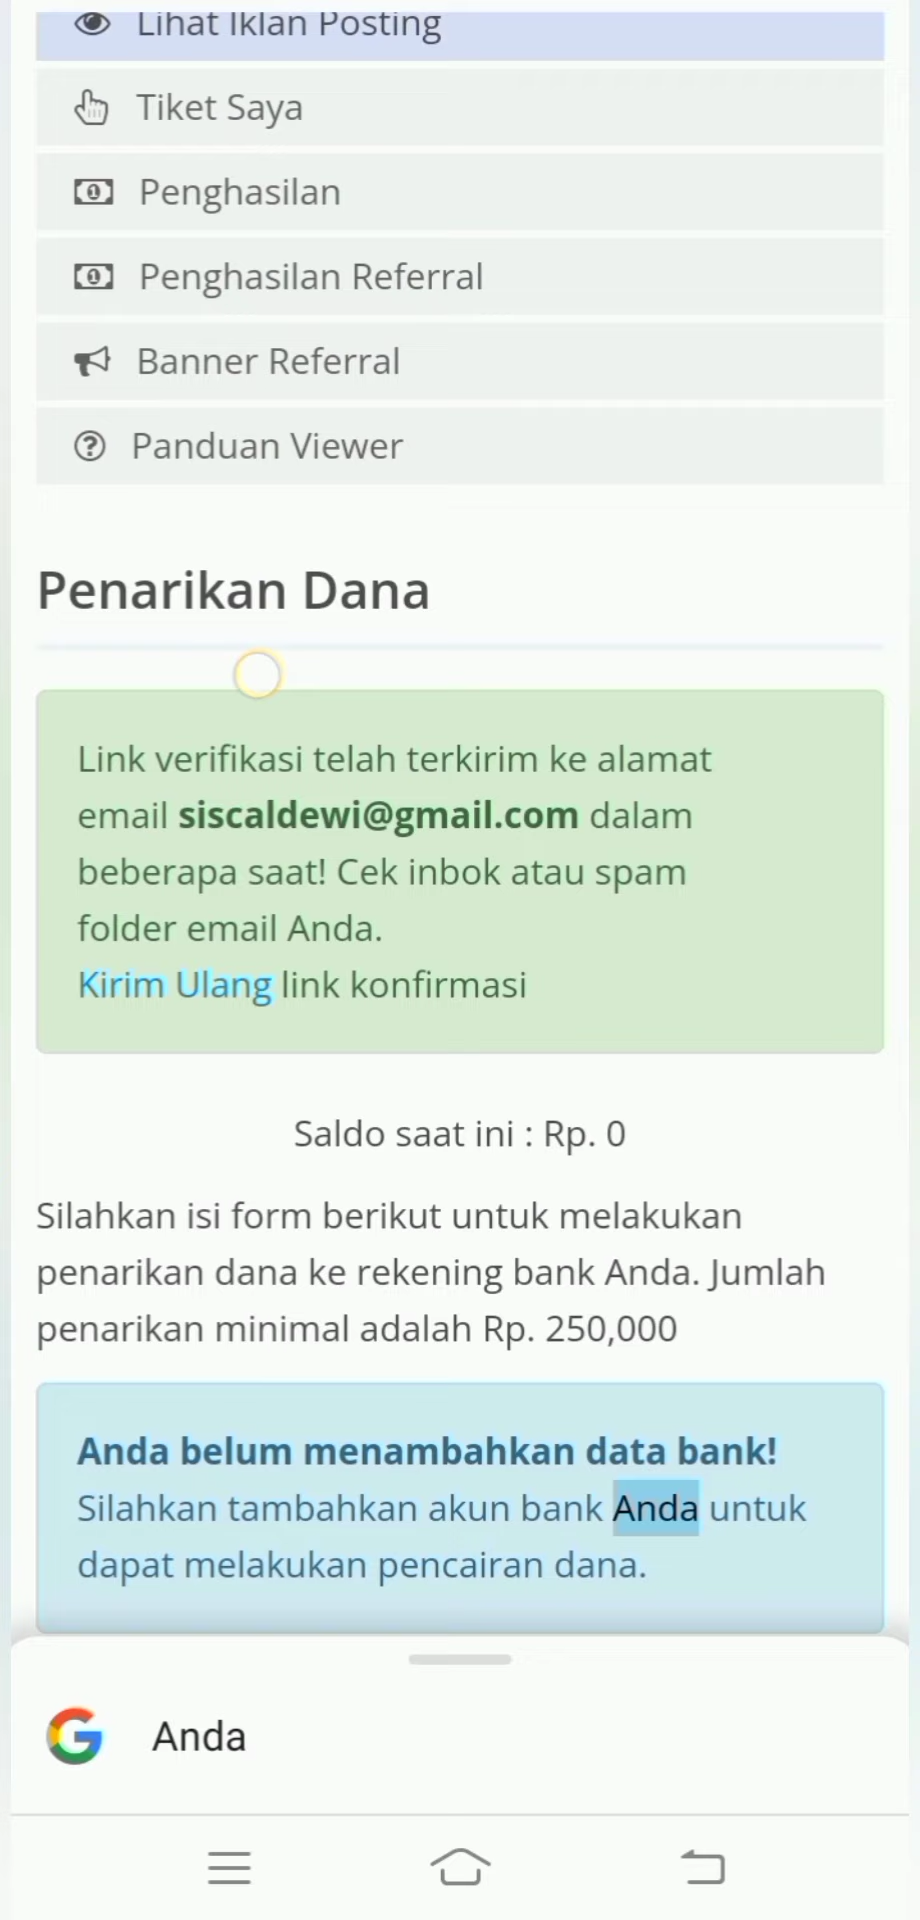 Lihat Iklan Posting
Tiket Saya
Penghasilan
Penghasilan Referral
Banner Referral
Panduan Viewer
Penarikan Dana
Link verifikasi telah terkirim ke alamat
email siscaldewi@gmail.com dalam
beberapa saat! Cek inbok atau spam
folder email Anda.
Kirim Ulang link konfirmasi
Saldo saat ini : Rp. 0
Silahkan isi form berikut untuk melakukan
penarikan dana ke rekening bank Anda. Jumlah
penarikan minimal adalah Rp. 250,000
Anda belum menambahkan data bank!
Silahkan tambahkan akun bank Anda untuk
dapat melakukan pencairan dana.
Anda